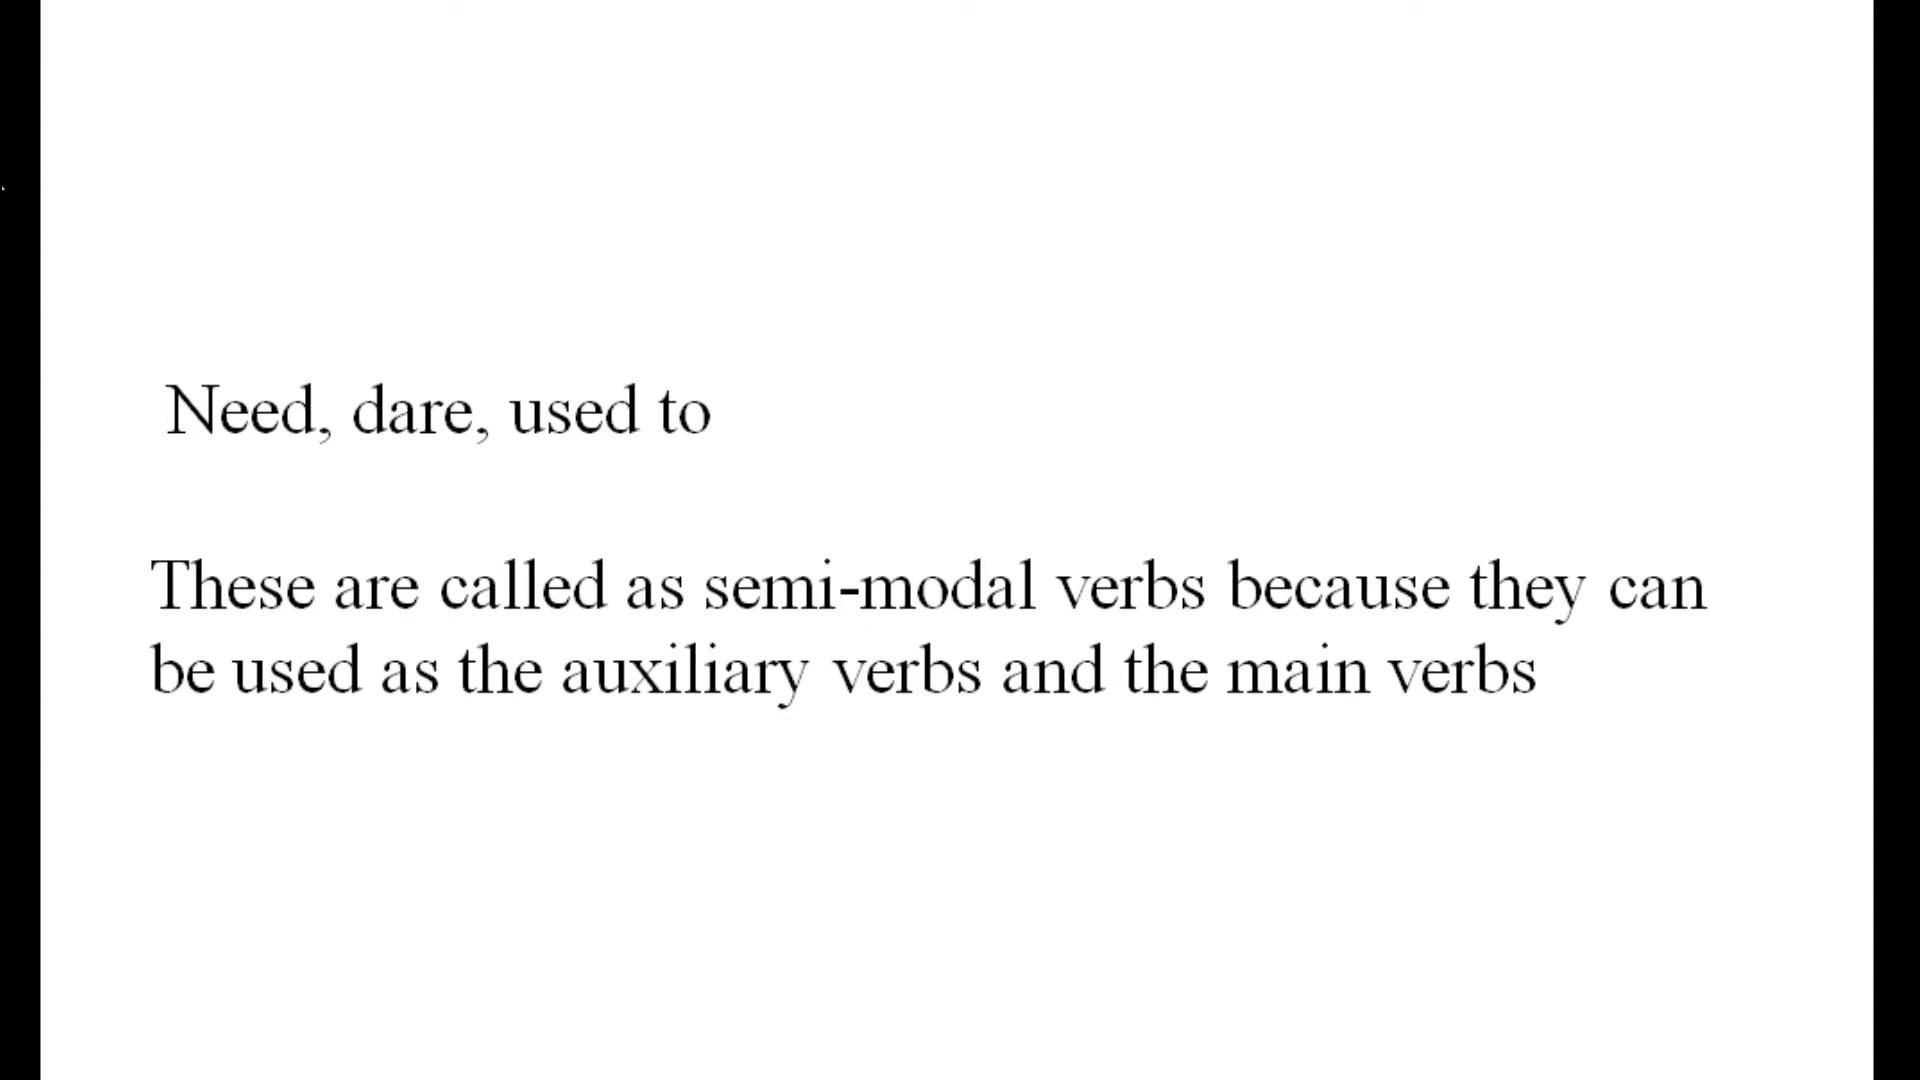 Need, dare, used to
These are called as semi-modal verbs because they can
be used as the auxiliary verbs and the main verbs